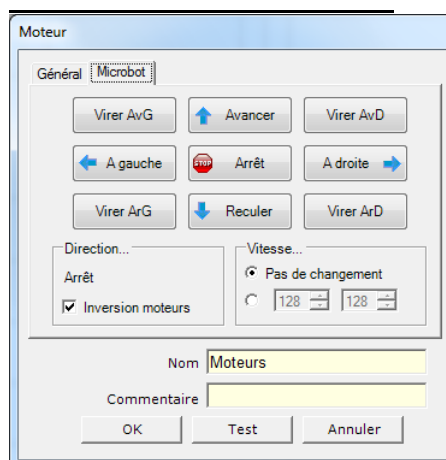 Moteur
Général Microbot
Virer AvG Avancer Virer AvD
A gauche STOP Arrêt A droite
Virer ArG Reculer Virer ArD
Direction... Vitesse...
Arrêt Pas de changement
Inversion moteurs 128 128
Nom Moteurs
Commentaire
OK Test Annuler